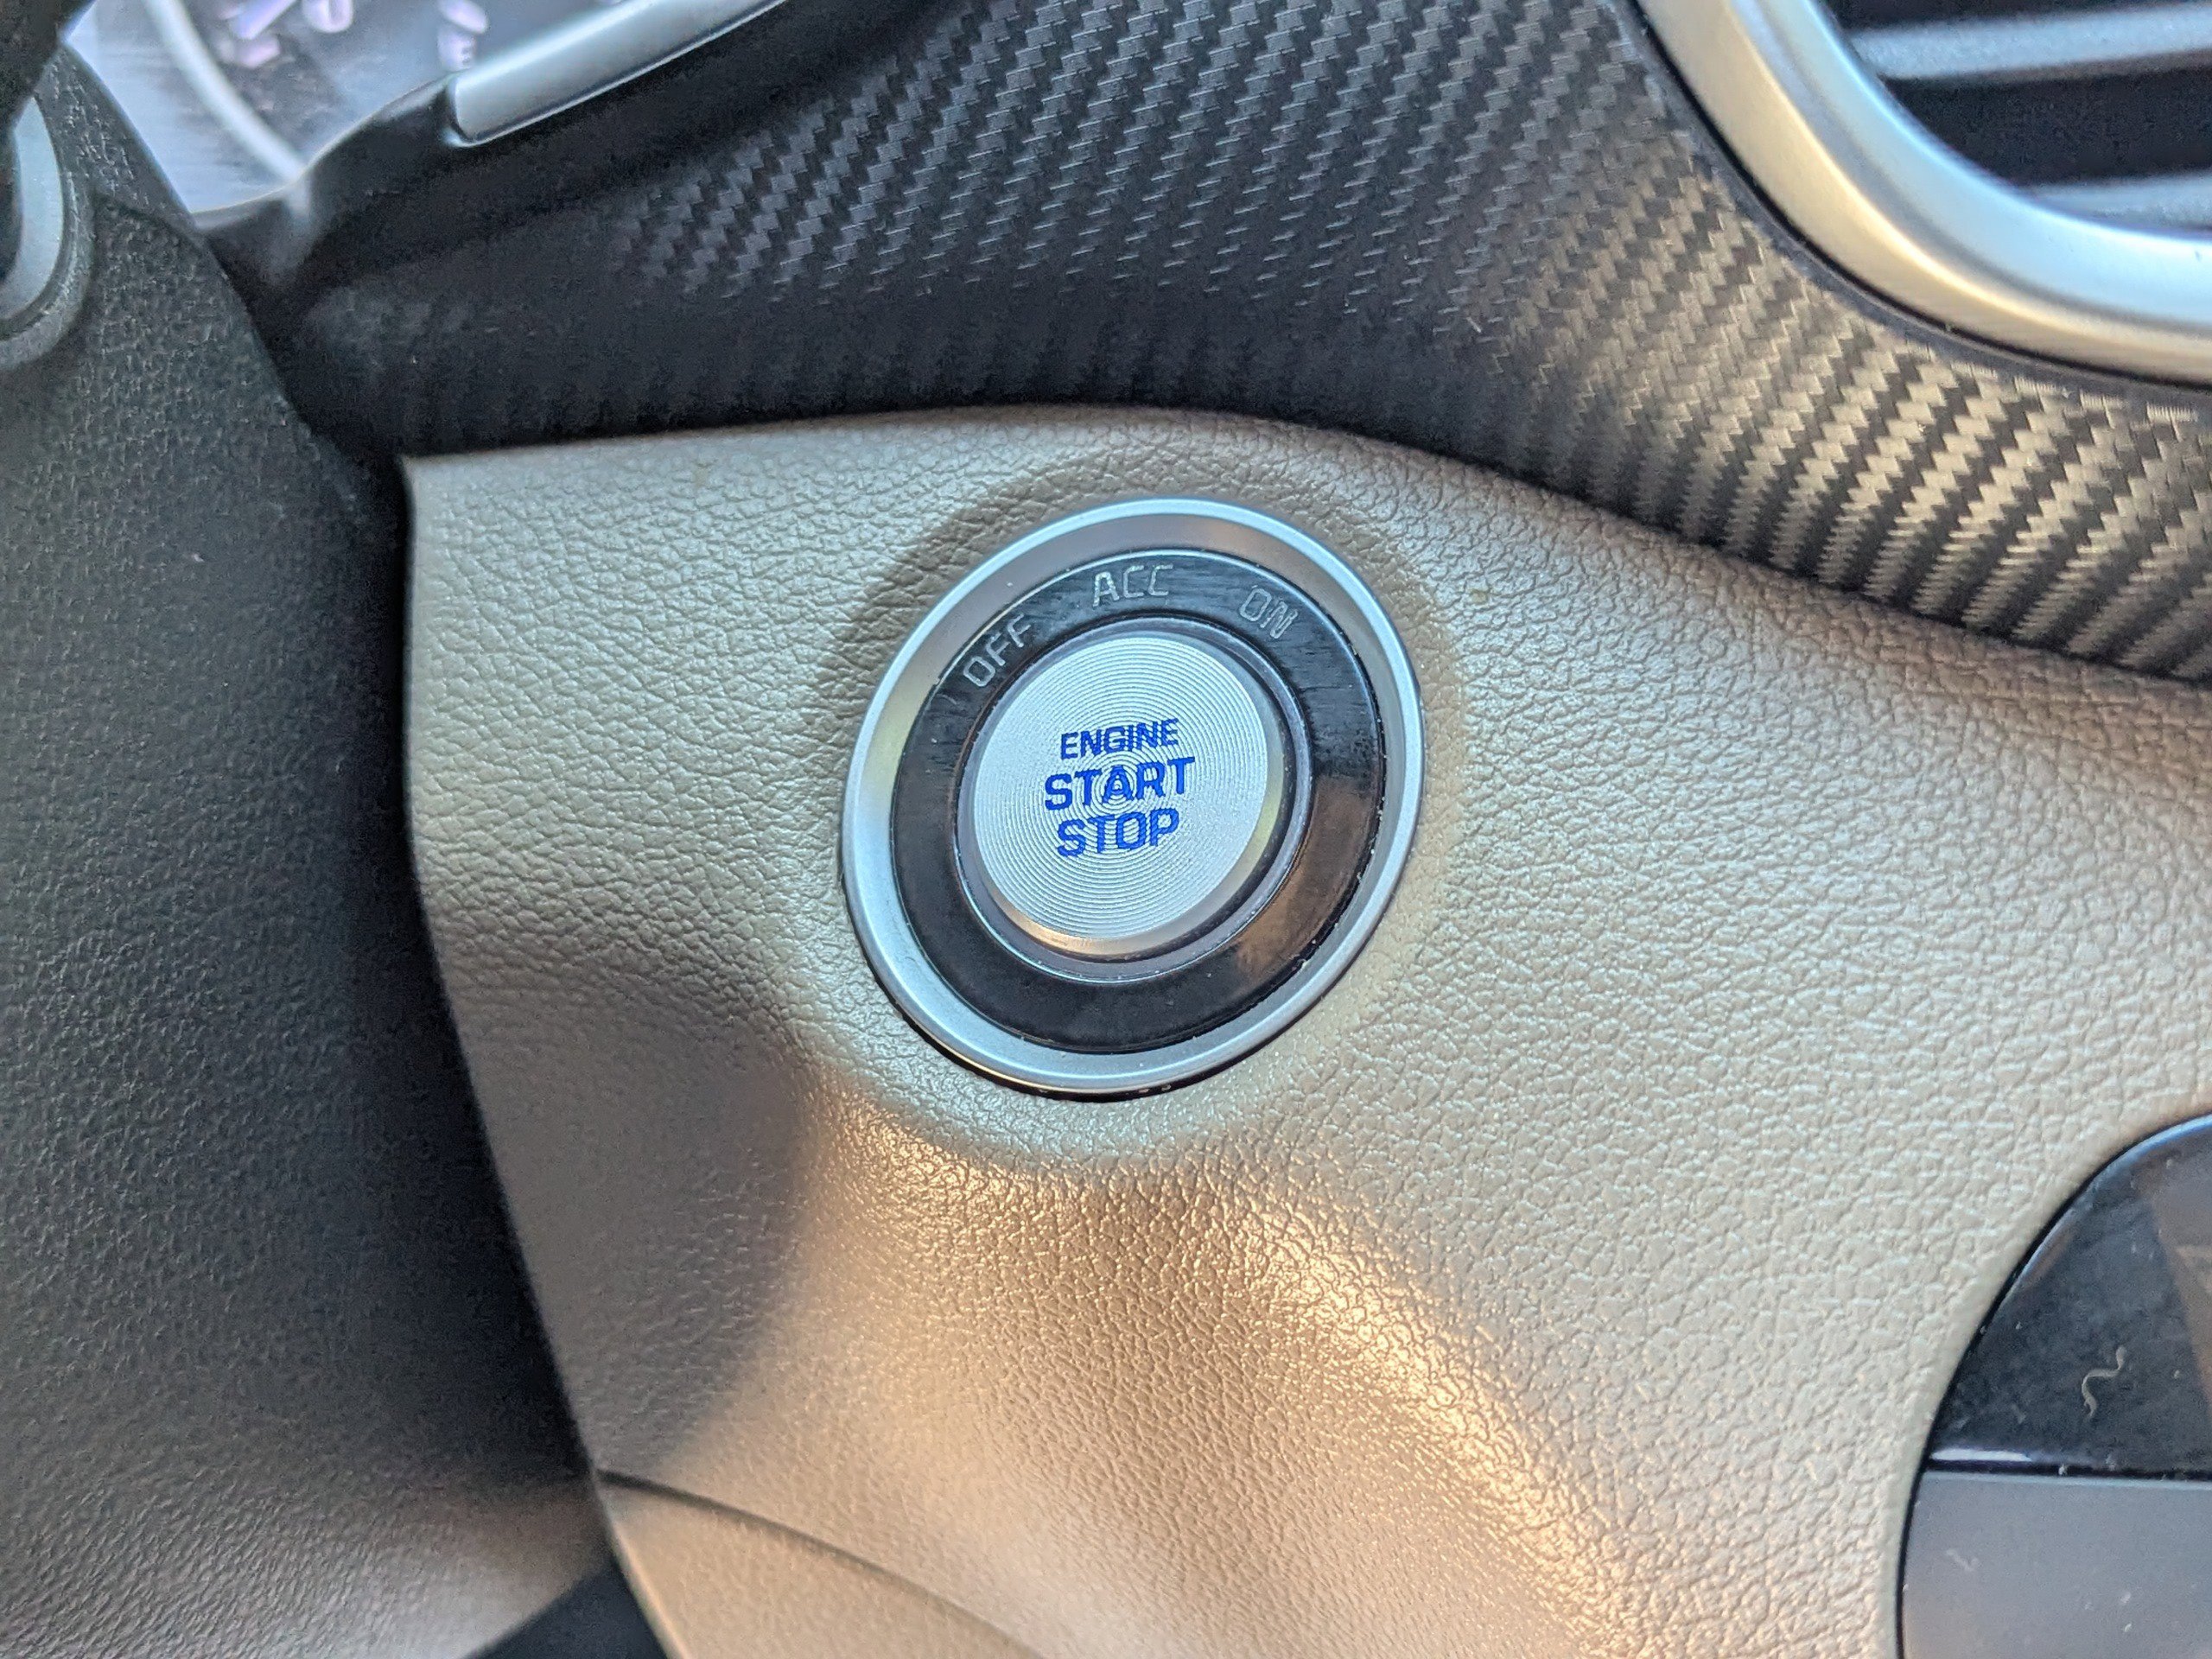 OFF ACC ON
ENGINE
START
STOP